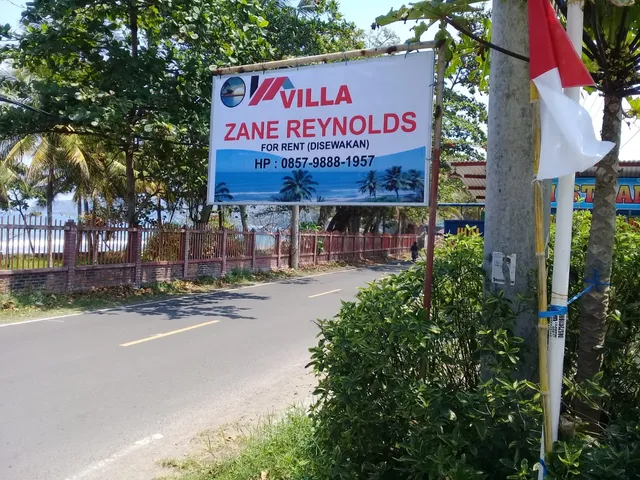 VILLA
ZANE REYNOLDS
FOR RENT (DISEWAKAN)
HP : 0857-9888-1957